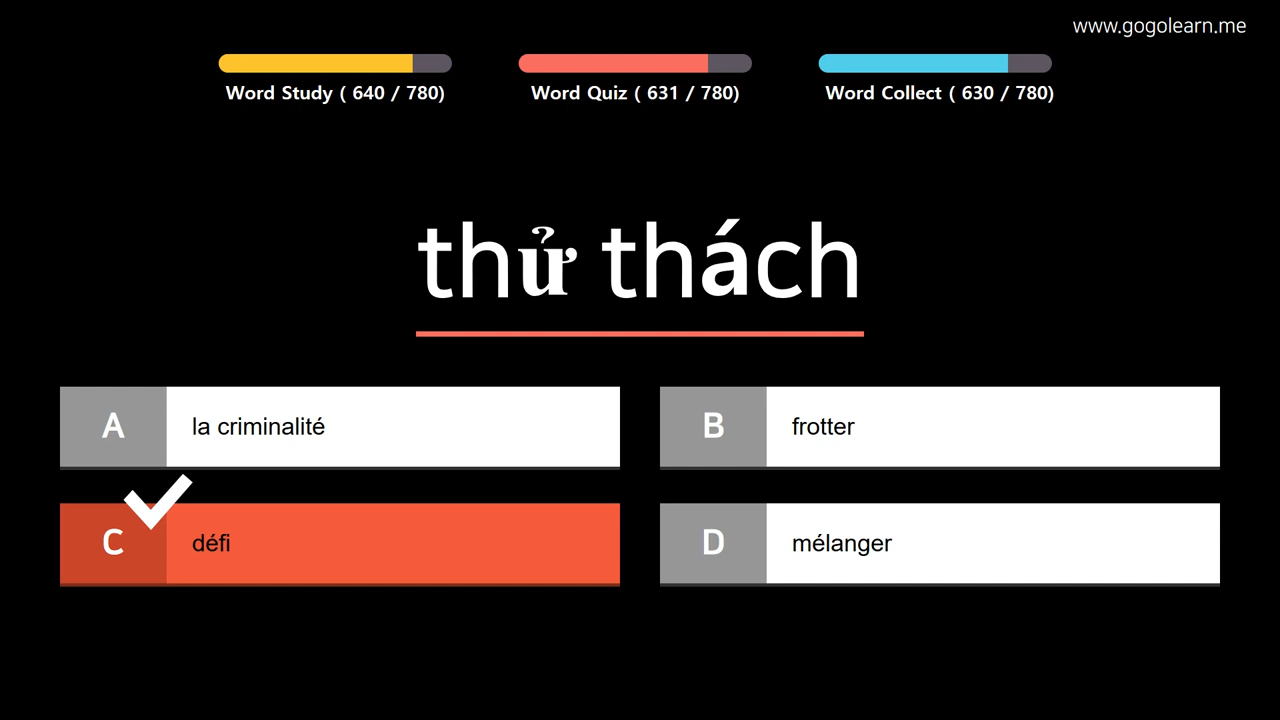 www.gogolearn.me
Word Study ( 640 / 780)
Word Quiz ( 631 / 780)
Word Collect ( 630 / 780)
thử thách
A la criminalité
B frotter
C défi
D mélanger